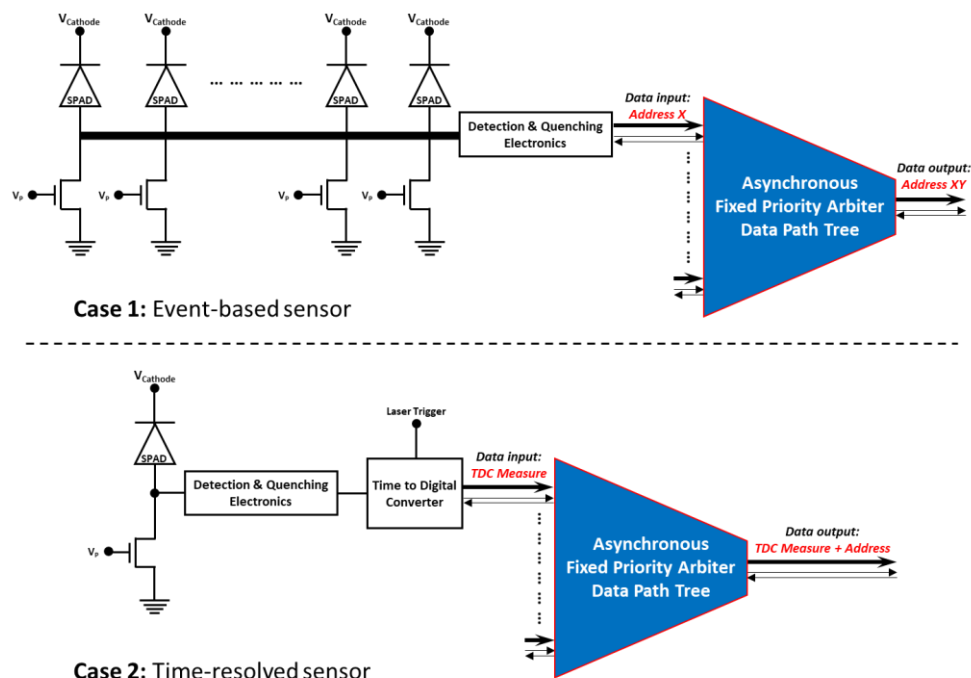 VCathode VCathode VCathode VCathode
... ... ... ... ...
SPAD SPAD SPAD SPAD
Data input:
Address X
Detection & Quenching
Electronics
Data output:
Address XY
Asynchronous
Fixed Priority Arbiter
Data Path Tree
VP VP VP VP
Case 1: Event-based sensor
VCathode
Laser Trigger
SPAD
Data input:
TDC Measure
Detection & Quenching
Electronics
Time to Digital
Converter
Data output:
TDC Measure + Address
Asynchronous
Fixed Priority Arbiter
Data Path Tree
VP
Case 2: Time-resolved sensor